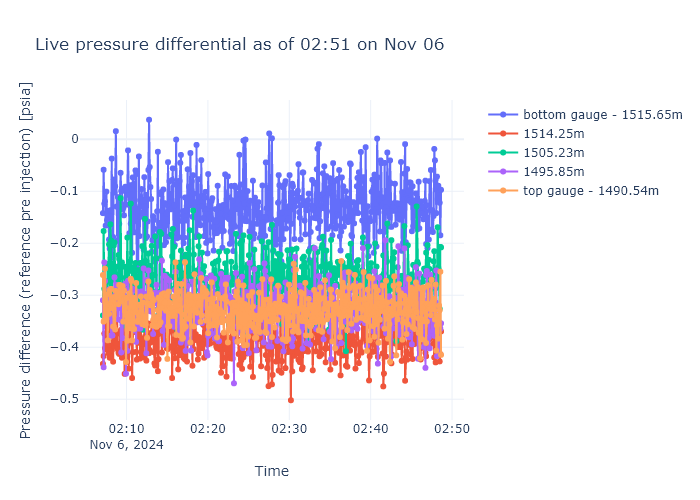 Live pressure differential as of 02:51 on Nov 06
Pressure difference (reference pre injection) [psia]
0
−0.1
−0.2
−0.3
−0.4
−0.5
02:10
Nov 6, 2024
02:20
02:30
02:40
02:50
Time
bottom gauge - 1515.65m
1514.25m
1505.23m
1495.85m
top gauge - 1490.54m